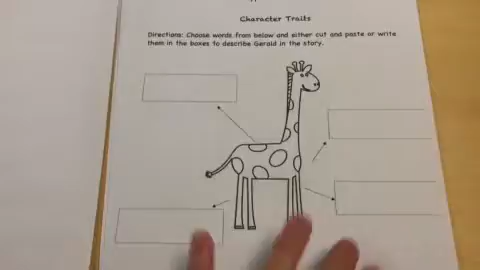 Character Traits
Directions: Choose words from below and either cut and paste or write
them in the boxes to describe Gerald in the story.